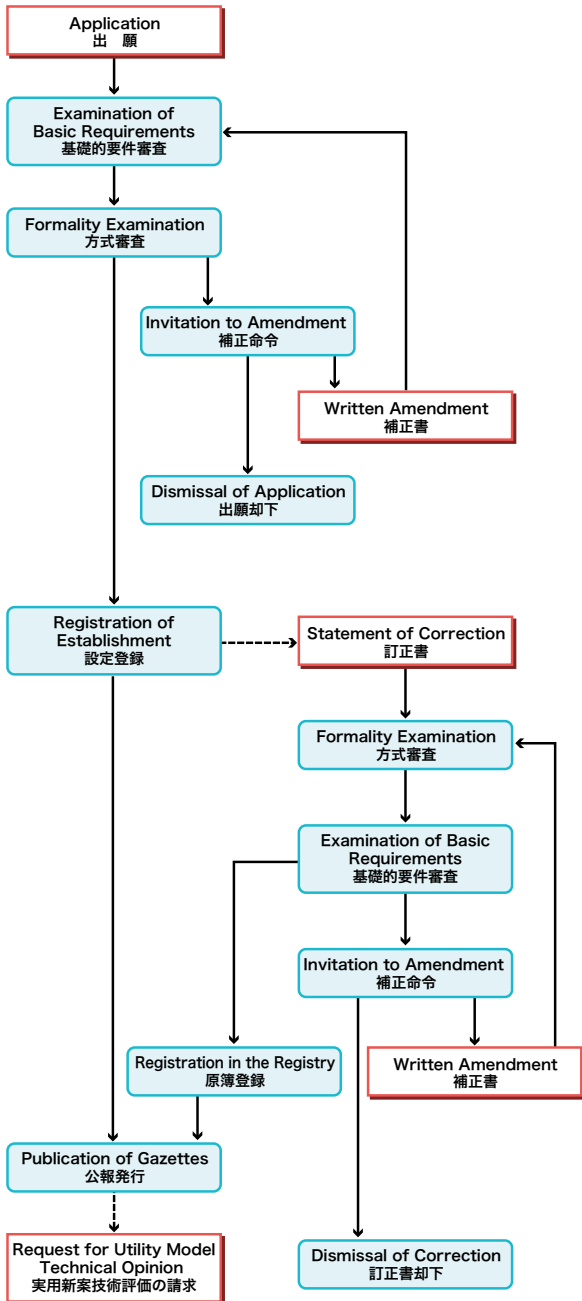 Application
出　願
Examination of
Basic Requirements
基礎的要件審査
Formality Examination
方式審査
Invitation to Amendment
補正命令
Written Amendment
補正書
Dismissal of Application
出願却下
Registration of
Establishment
設定登録
Statement of Correction
訂正書
Formality Examination
方式審査
Examination of Basic
Requirements
基礎的要件審査
Invitation to Amendment
補正命令
Registration in the Registry
原簿登録
Written Amendment
補正書
Publication of Gazettes
公報発行
Request for Utility Model
Technical Opinion
実用新案技術評価の請求
Dismissal of Correction
訂正書却下